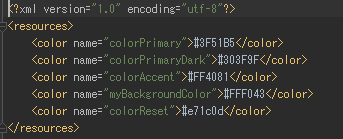 <?xml version="1.0" encoding="utf-8"?>
<resources>
    <color name="colorPrimary">#3F51B5</color>
    <color name="colorPrimaryDark">#303F9F</color>
    <color name="colorAccent">#FF4081</color>
    <color name="myBackgroundColor">#FFF043</color>
    <color name="colorReset">#e71c0d</color>
</resources>